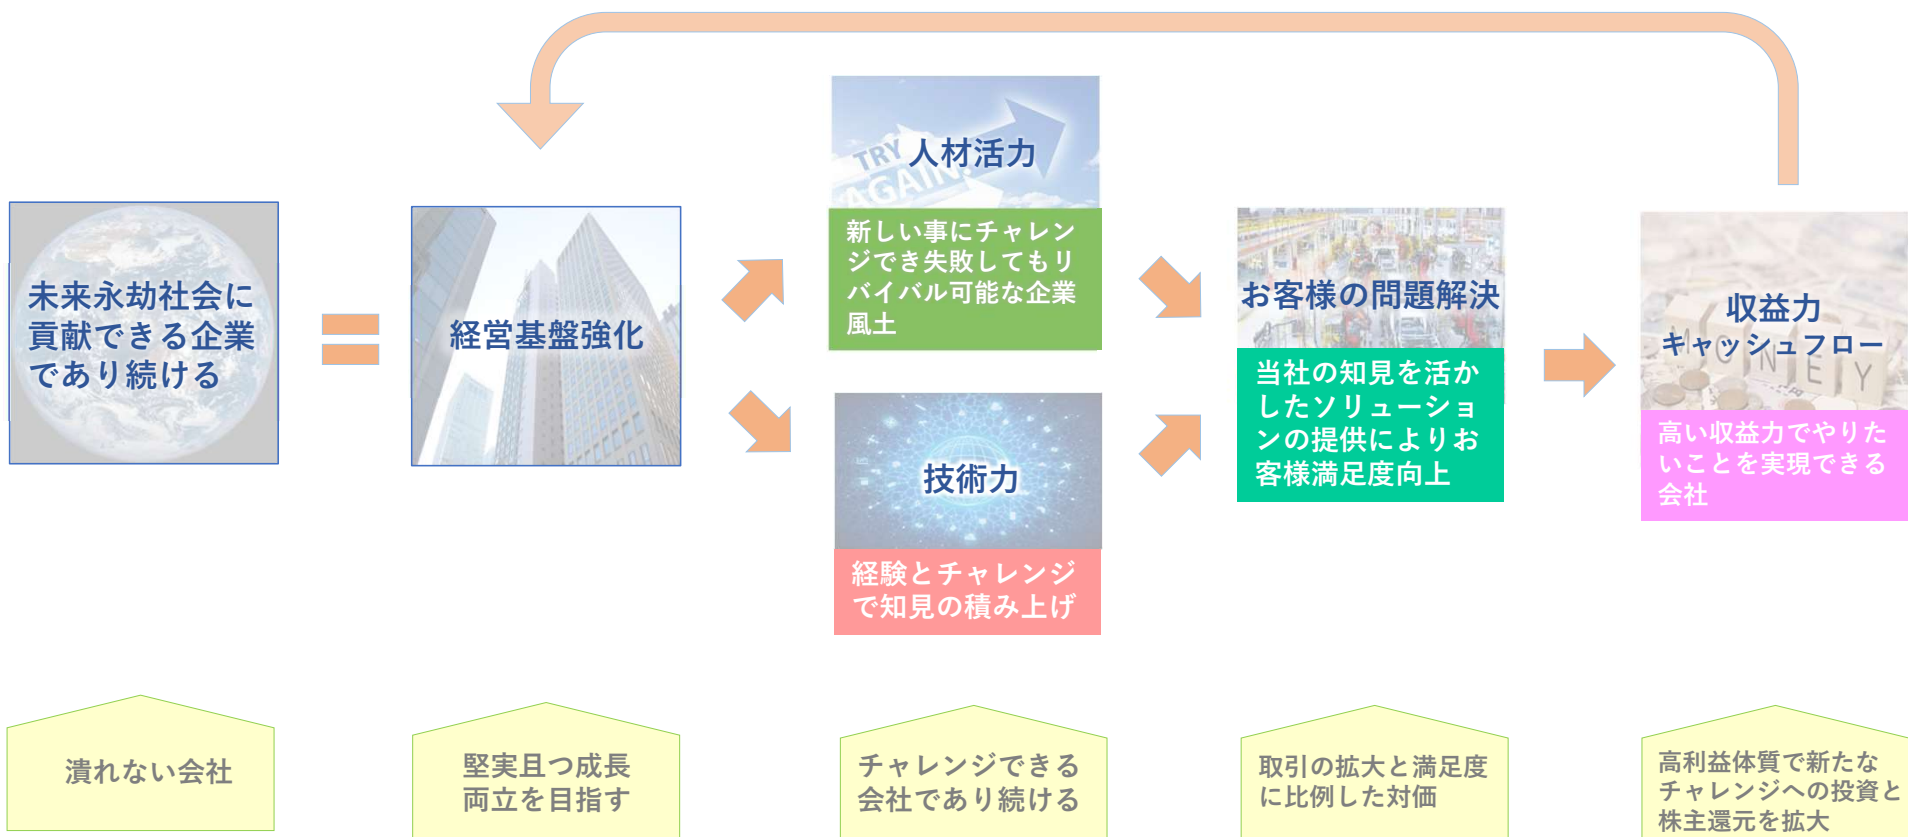 未来永劫社会に
貢献できる企業
であり続ける
経営基盤強化
TRY
AGAIN
人材活力
新しい事にチャレン
ジでき失敗してもリ
バイバル可能な企業
風土
技術力
経験とチャレンジ
で知見の積み上げ
お客様の問題解決
当社の知見を活か
したソリューショ
ンの提供によりお
客様満足度向上
収益力
キャッシュフロー
MONEY
高い収益力でやりた
いことを実現できる
会社
潰れない会社
堅実且つ成長
両立を目指す
チャレンジできる
会社であり続ける
取引の拡大と満足度
に比例した対価
高利益体質で新たな
チャレンジへの投資と
株主還元を拡大